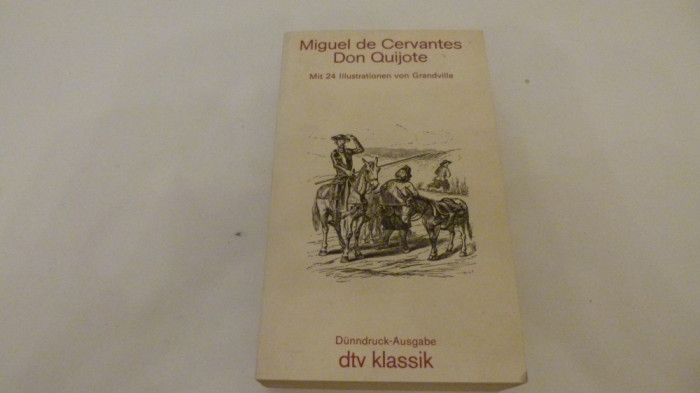 Miguel de Cervantes
Don Quijote
Mit 24 Illustrationen von Grandville
Dünndruck-Ausgabe
dtv klassik